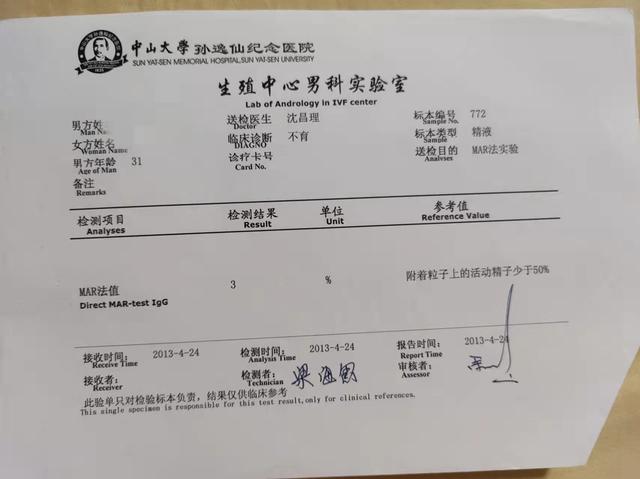 中山大学 孙逸仙纪念医院
SUN YAT-SEN MEMORIAL HOSPITAL, SUN YAT-SEN UNIVERSITY
生殖中心男科实验室
Lab of Andrology in IVF center
男方姓 送检医生 沈昌理 标本编号 772
Man Na Doctor Sample No.
女方姓名 临床诊断 不育 标本类型 精液
Woman Name DIAGNO Sample Type
男方年龄 31 诊疗卡号 送检目的 MAR法实验
Age of Man Card No. Analyses
备注
Remarks
检测项目 检测结果 单位 参考值
Analyses Result Unit Reference Value
MAR法值 3 % 附着粒子上的活动精子少于50%
Direct MAR-test IgG
接收时间: 2013-4-24 检测时间: 2013-4-24 报告时间: 2013-4-24
Receive Time Analysis Time Report Time
接收者: 检测者: 审核者:
Receiver Technician Assessor
此验单只对检验标本负责，结果仅供临床参考
This single specimen is responsible for this test result, only for clinical references.